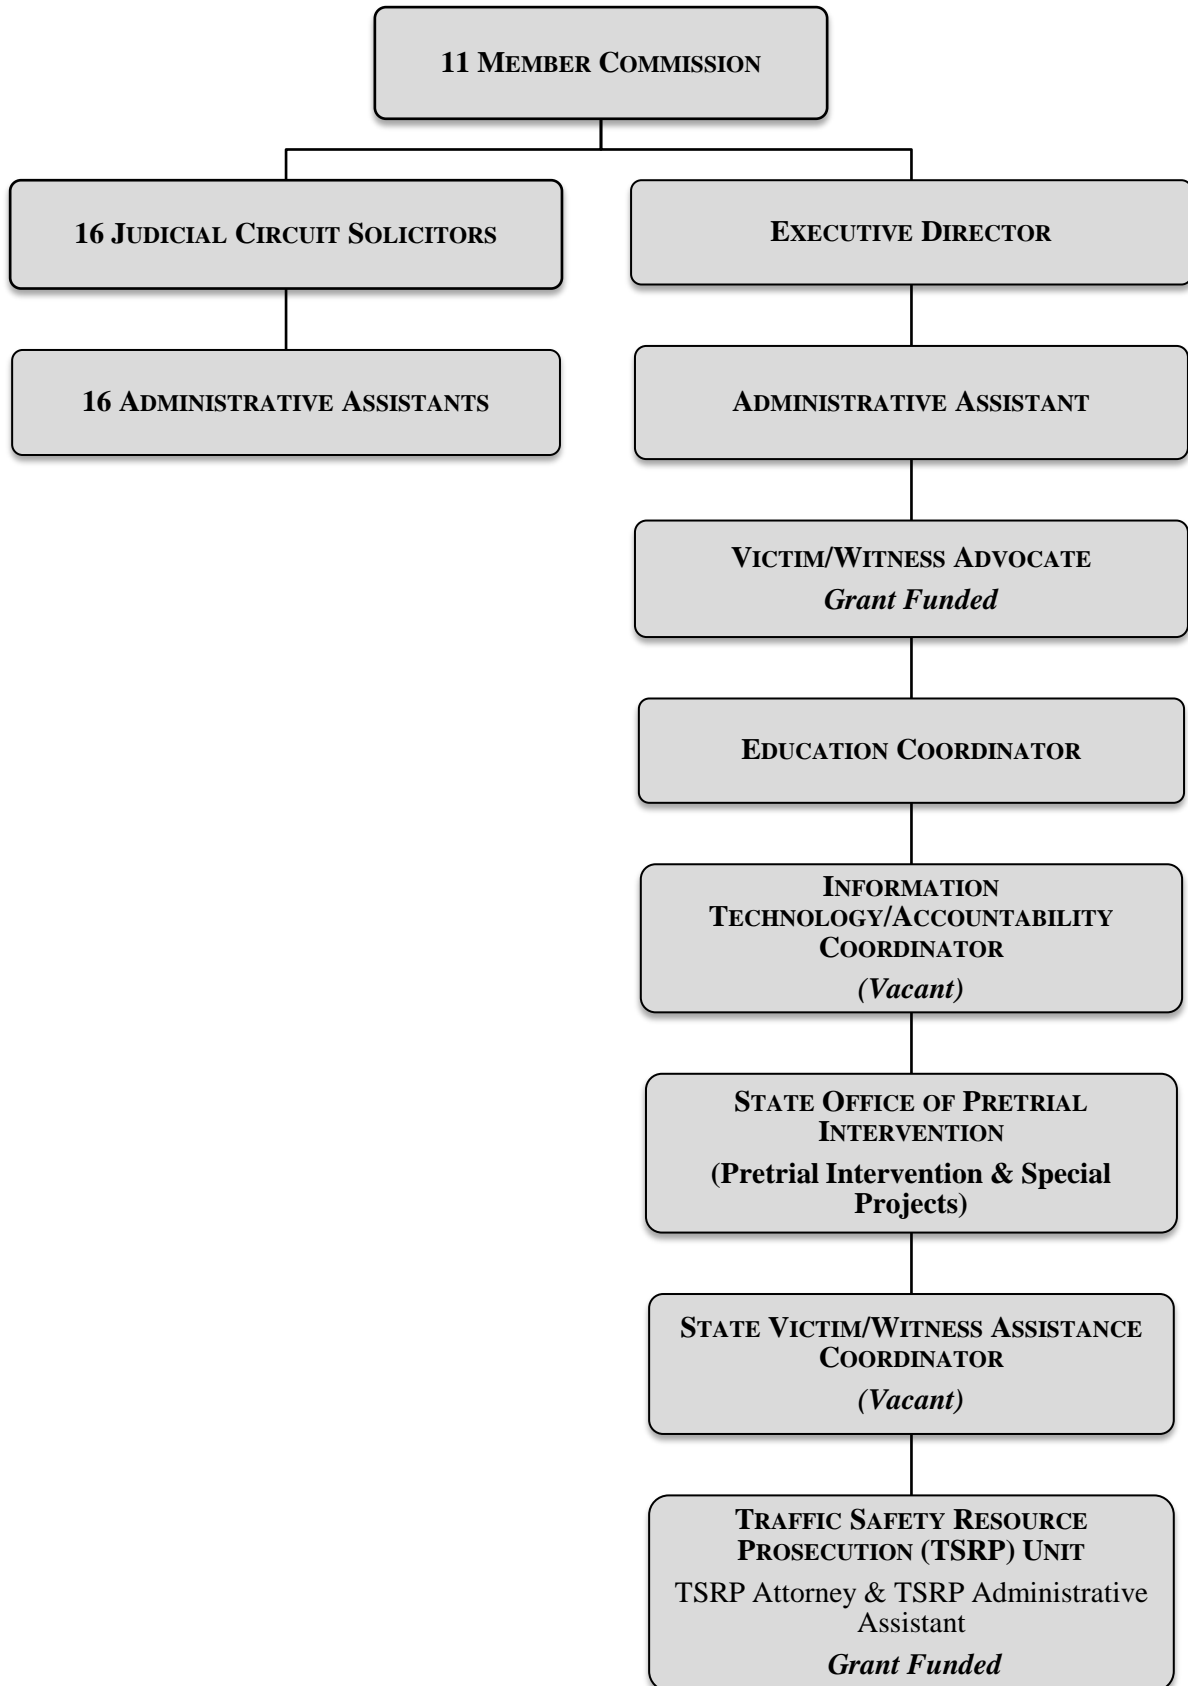 11 MEMBER COMMISSION
16 JUDICIAL CIRCUIT SOLICITORS
EXECUTIVE DIRECTOR
16 ADMINISTRATIVE ASSISTANTS
ADMINISTRATIVE ASSISTANT
VICTIM/WITNESS ADVOCATE
Grant Funded
EDUCATION COORDINATOR
INFORMATION
TECHNOLOGY/ACCOUNTABILITY
COORDINATOR
(Vacant)
STATE OFFICE OF PRETRIAL
INTERVENTION
(Pretrial Intervention & Special
Projects)
STATE VICTIM/WITNESS ASSISTANCE
COORDINATOR
(Vacant)
TRAFFIC SAFETY RESOURCE
PROSECUTION (TSRP) UNIT
TSRP Attorney & TSRP Administrative
Assistant
Grant Funded